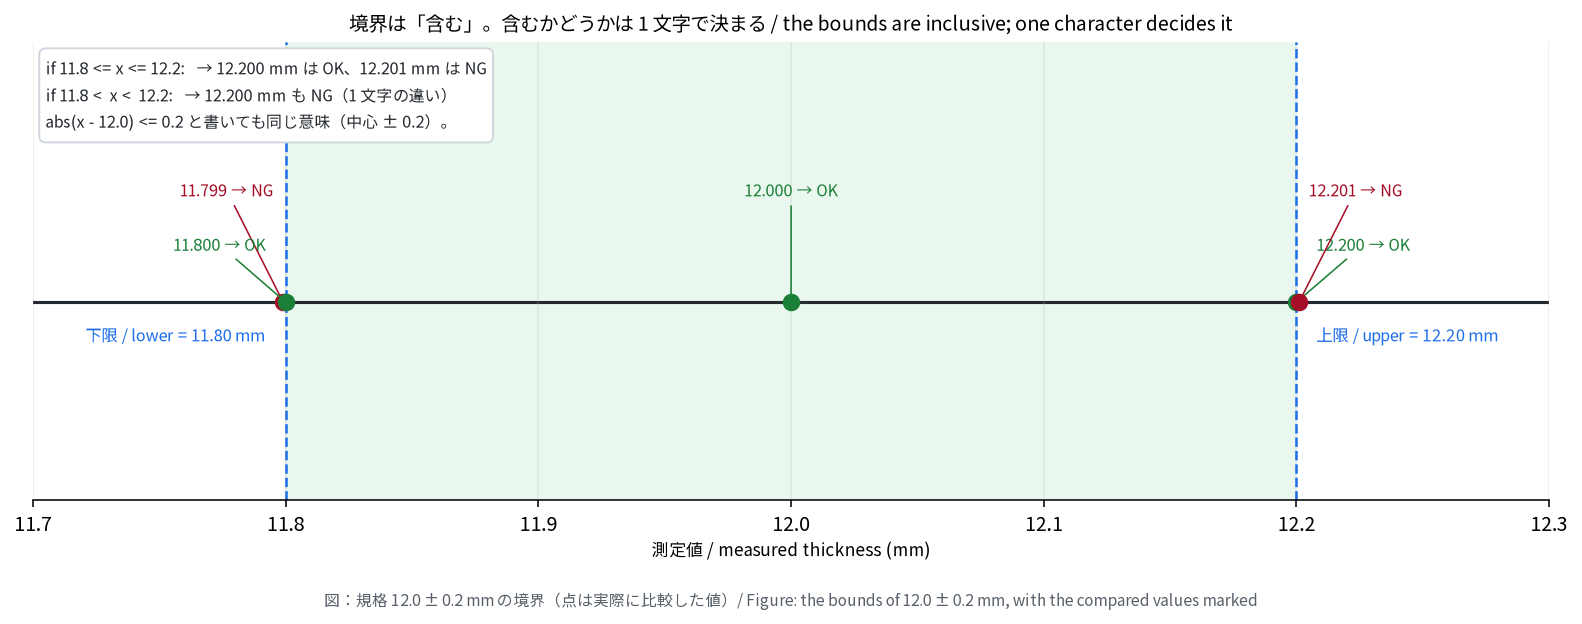 境界は「含む」。含むかどうかは 1 文字で決まる / the bounds are inclusive; one character decides it
if 11.8 <= x <= 12.2:  → 12.200 mm は OK、12.201 mm は NG
if 11.8 <  x <  12.2:  → 12.200 mm も NG（1 文字の違い）
abs(x - 12.0) <= 0.2 と書いても同じ意味（中心 ± 0.2）。
11.799 → NG
12.000 → OK
12.201 → NG
11.800 → OK
12.200 → OK
下限 / lower = 11.80 mm
上限 / upper = 12.20 mm
11.7
11.8
11.9
12.0
12.1
12.2
12.3
測定値 / measured thickness (mm)
図：規格 12.0 ± 0.2 mm の境界（点は実際に比較した値）/ Figure: the bounds of 12.0 ± 0.2 mm, with the compared values marked